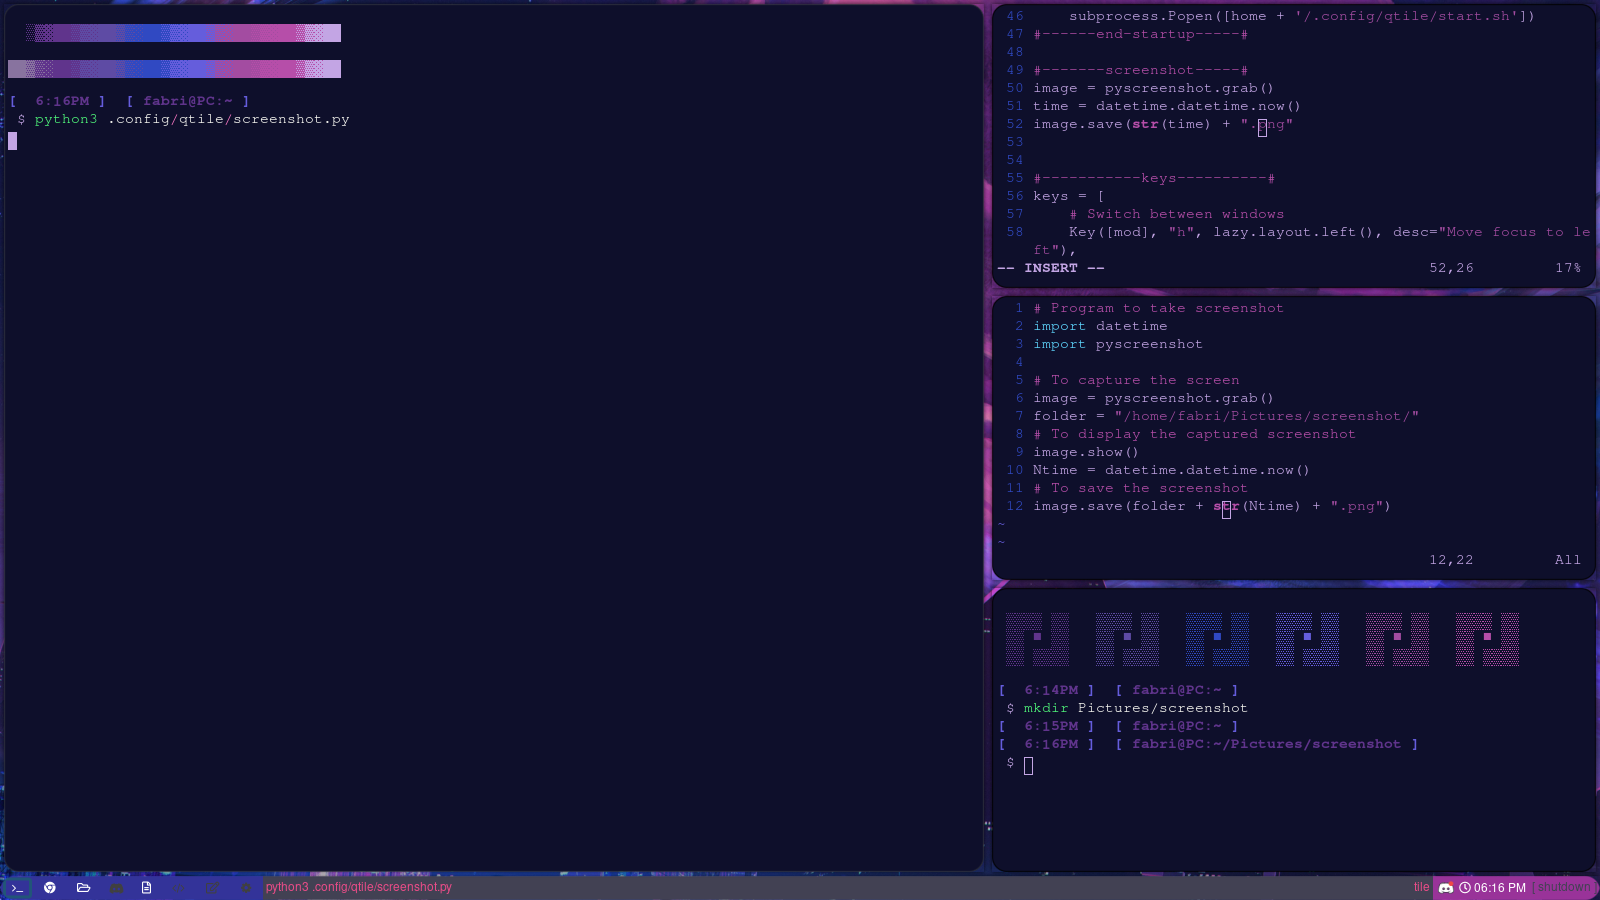 [  6:16PM ]  [ fabri@PC:~ ]
$ python3 .config/qtile/screenshot.py
46     subprocess.Popen([home + '/.config/qtile/start.sh'])
47 #------end-startup-----#
48
49 #-------screenshot-----#
50 image = pyscreenshot.grab()
51 time = datetime.datetime.now()
52 image.save(str(time) + ".png"
53
54
55 #-----------keys----------#
56 keys = [
57     # Switch between windows
58     Key([mod], "h", lazy.layout.left(), desc="Move focus to le
ft"),
-- INSERT --    52,26    17%
1 # Program to take screenshot
2 import datetime
3 import pyscreenshot
4
5 # To capture the screen
6 image = pyscreenshot.grab()
7 folder = "/home/fabri/Pictures/screenshot/"
8 # To display the captured screenshot
9 image.show()
10 Ntime = datetime.datetime.now()
11 # To save the screenshot
12 image.save(folder + str(Ntime) + ".png")
~
~
12,22    All
[  6:14PM ]  [ fabri@PC:~ ]
$ mkdir Pictures/screenshot
[  6:15PM ]  [ fabri@PC:~ ]
[  6:16PM ]  [ fabri@PC:~/Pictures/screenshot ]
$
python3 .config/qtile/screenshot.py
tile
06:16 PM
[ shutdown